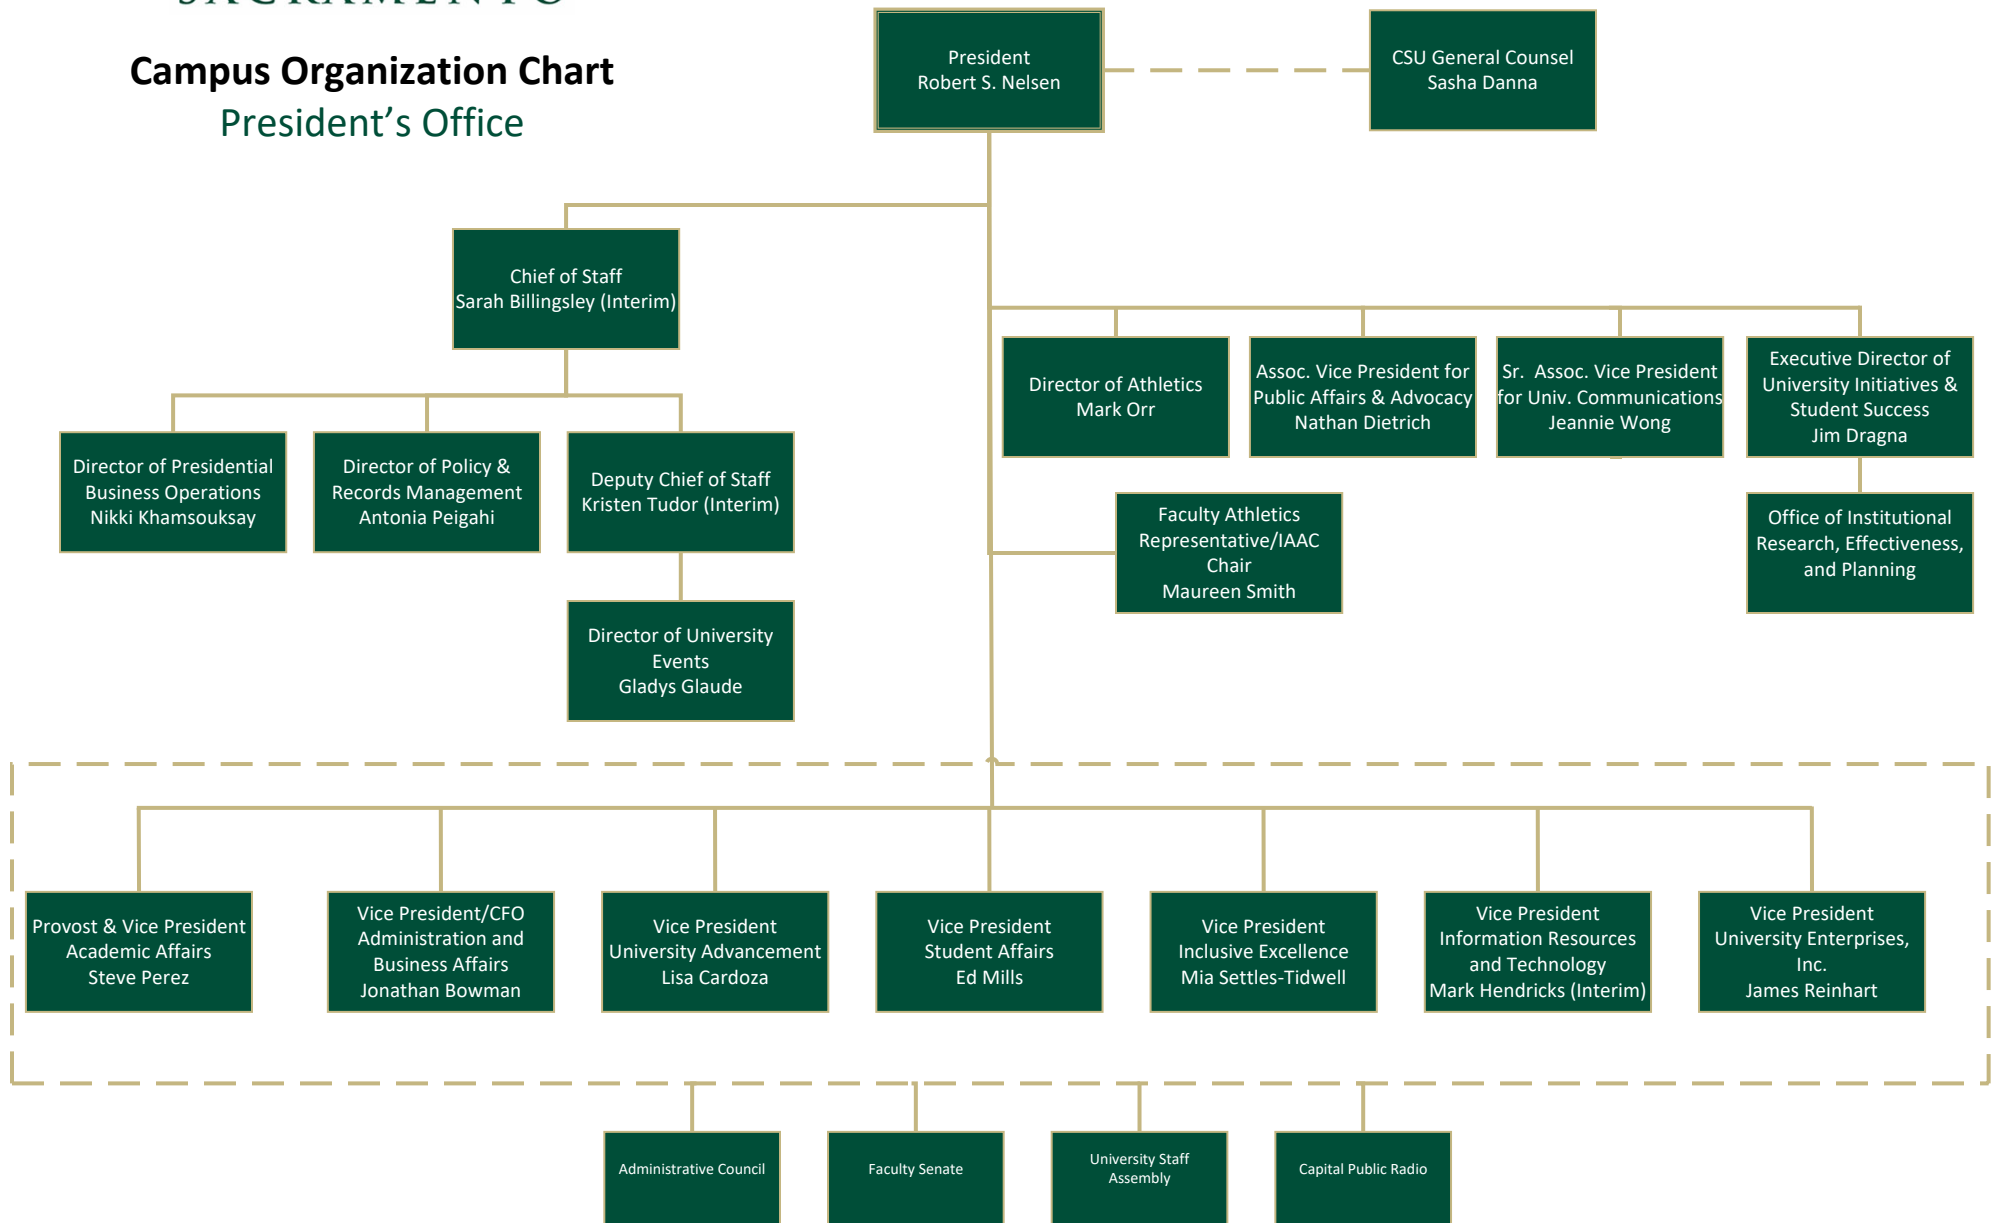 SACRAMENTO
Campus Organization Chart
President's Office
President
Robert S. Nelsen
CSU General Counsel
Sasha Danna
Chief of Staff
Sarah Billingsley (Interim)
Director of Athletics
Mark Orr
Assoc. Vice President for
Public Affairs & Advocacy
Nathan Dietrich
Sr.  Assoc. Vice President
for Univ. Communications
Jeannie Wong
Executive Director of
University Initiatives &
Student Success
Jim Dragna
Director of Presidential
Business Operations
Nikki Khamsouksay
Director of Policy &
Records Management
Antonia Peigahi
Deputy Chief of Staff
Kristen Tudor (Interim)
Faculty Athletics
Representative/IAAC
Chair
Maureen Smith
Office of Institutional
Research, Effectiveness,
and Planning
Director of University
Events
Gladys Glaude
Provost & Vice President
Academic Affairs
Steve Perez
Vice President/CFO
Administration and
Business Affairs
Jonathan Bowman
Vice President
University Advancement
Lisa Cardoza
Vice President
Student Affairs
Ed Mills
Vice President
Inclusive Excellence
Mia Settles-Tidwell
Vice President
Information Resources
and Technology
Mark Hendricks (Interim)
Vice President
University Enterprises,
Inc.
James Reinhart
Administrative Council
Faculty Senate
University Staff
Assembly
Capital Public Radio